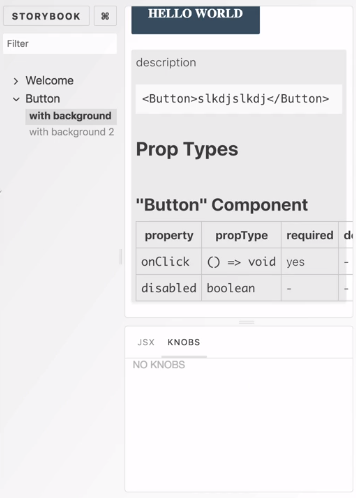 STORYBOOK ⌘
Filter
Welcome
Button
with background
with background 2
HELLO WORLD
description
<Button>slkdjslkdj</Button>
Prop Types
"Button" Component
property propType required
onClick () => void yes -
disabled boolean - -
JSX KNOBS
NO KNOBS